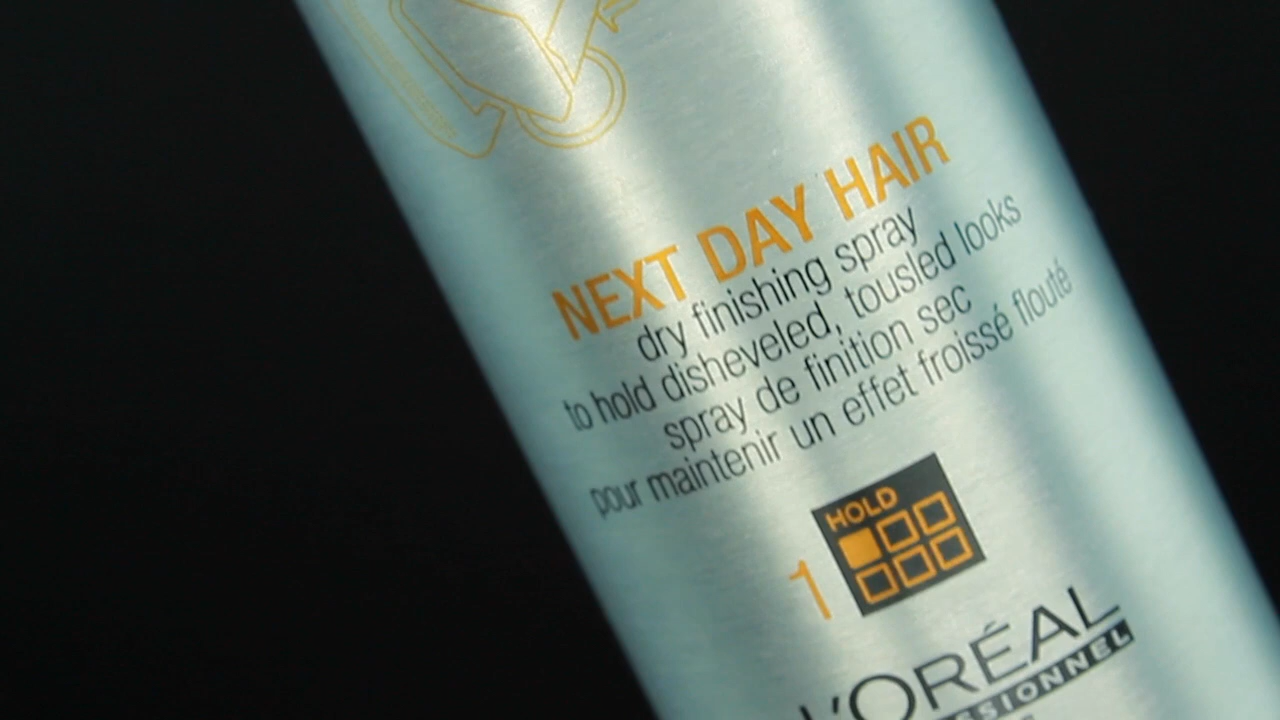 NEXT DAY HAIR
dry finishing spray
to hold disheveled, tousled looks
spray de finition sec
pour maintenir un effet froissé flouté
HOLD
1
L'ORÉAL